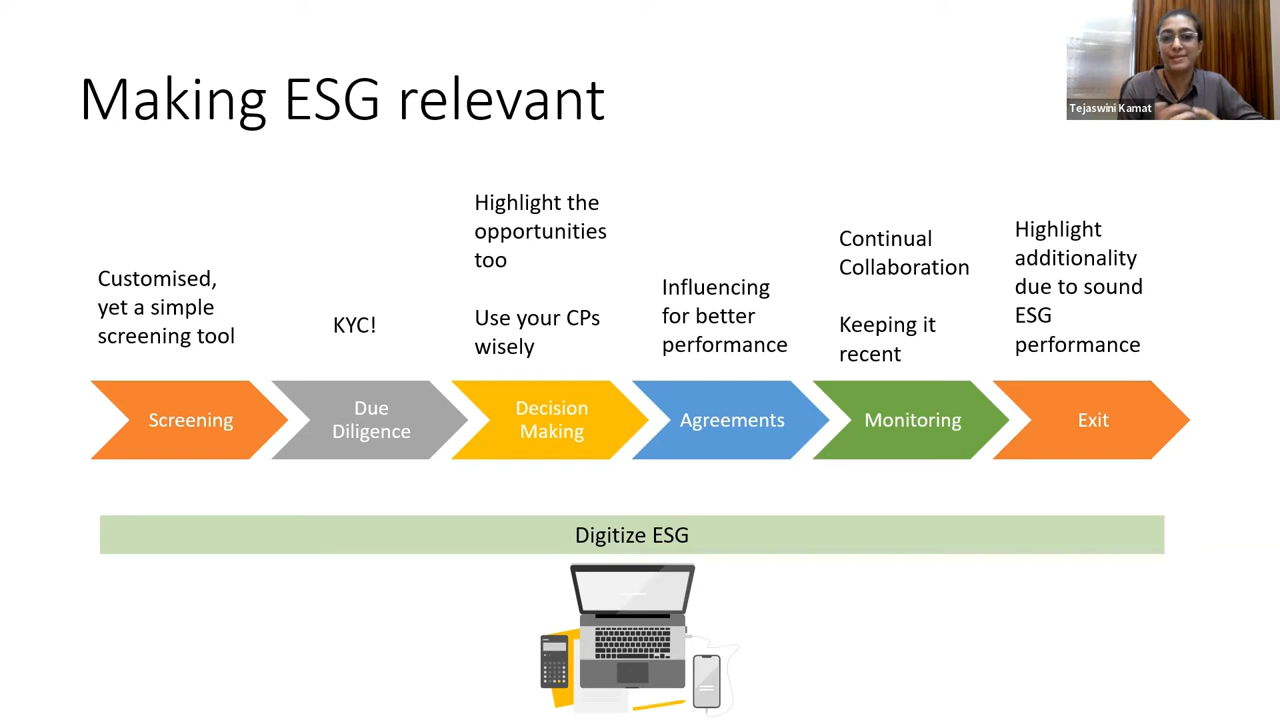 Making ESG relevant
Tejaswini Kamat
Customised,
yet a simple
screening tool
KYC!
Highlight the
opportunities
too
Use your CPs
wisely
Influencing
for better
performance
Continual
Collaboration
Keeping it
recent
Highlight
additionality
due to sound
ESG
performance
Screening
Due
Diligence
Decision
Making
Agreements
Monitoring
Exit
Digitize ESG